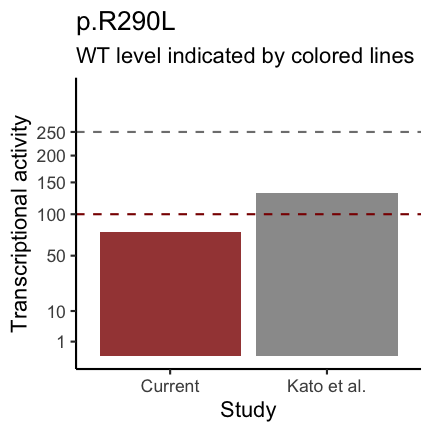 p.R290L
WT level indicated by colored lines
Transcriptional activity
250
200
150
100
50
10
1
Current
Kato et al.
Study